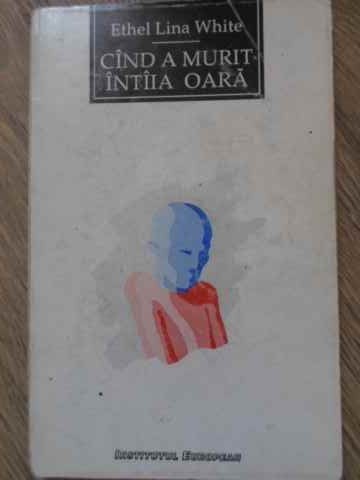 Ethel Lina White
CÎND A MURIT
ÎNTÎIA OARĂ
INSTITUTUL EUROPEAN